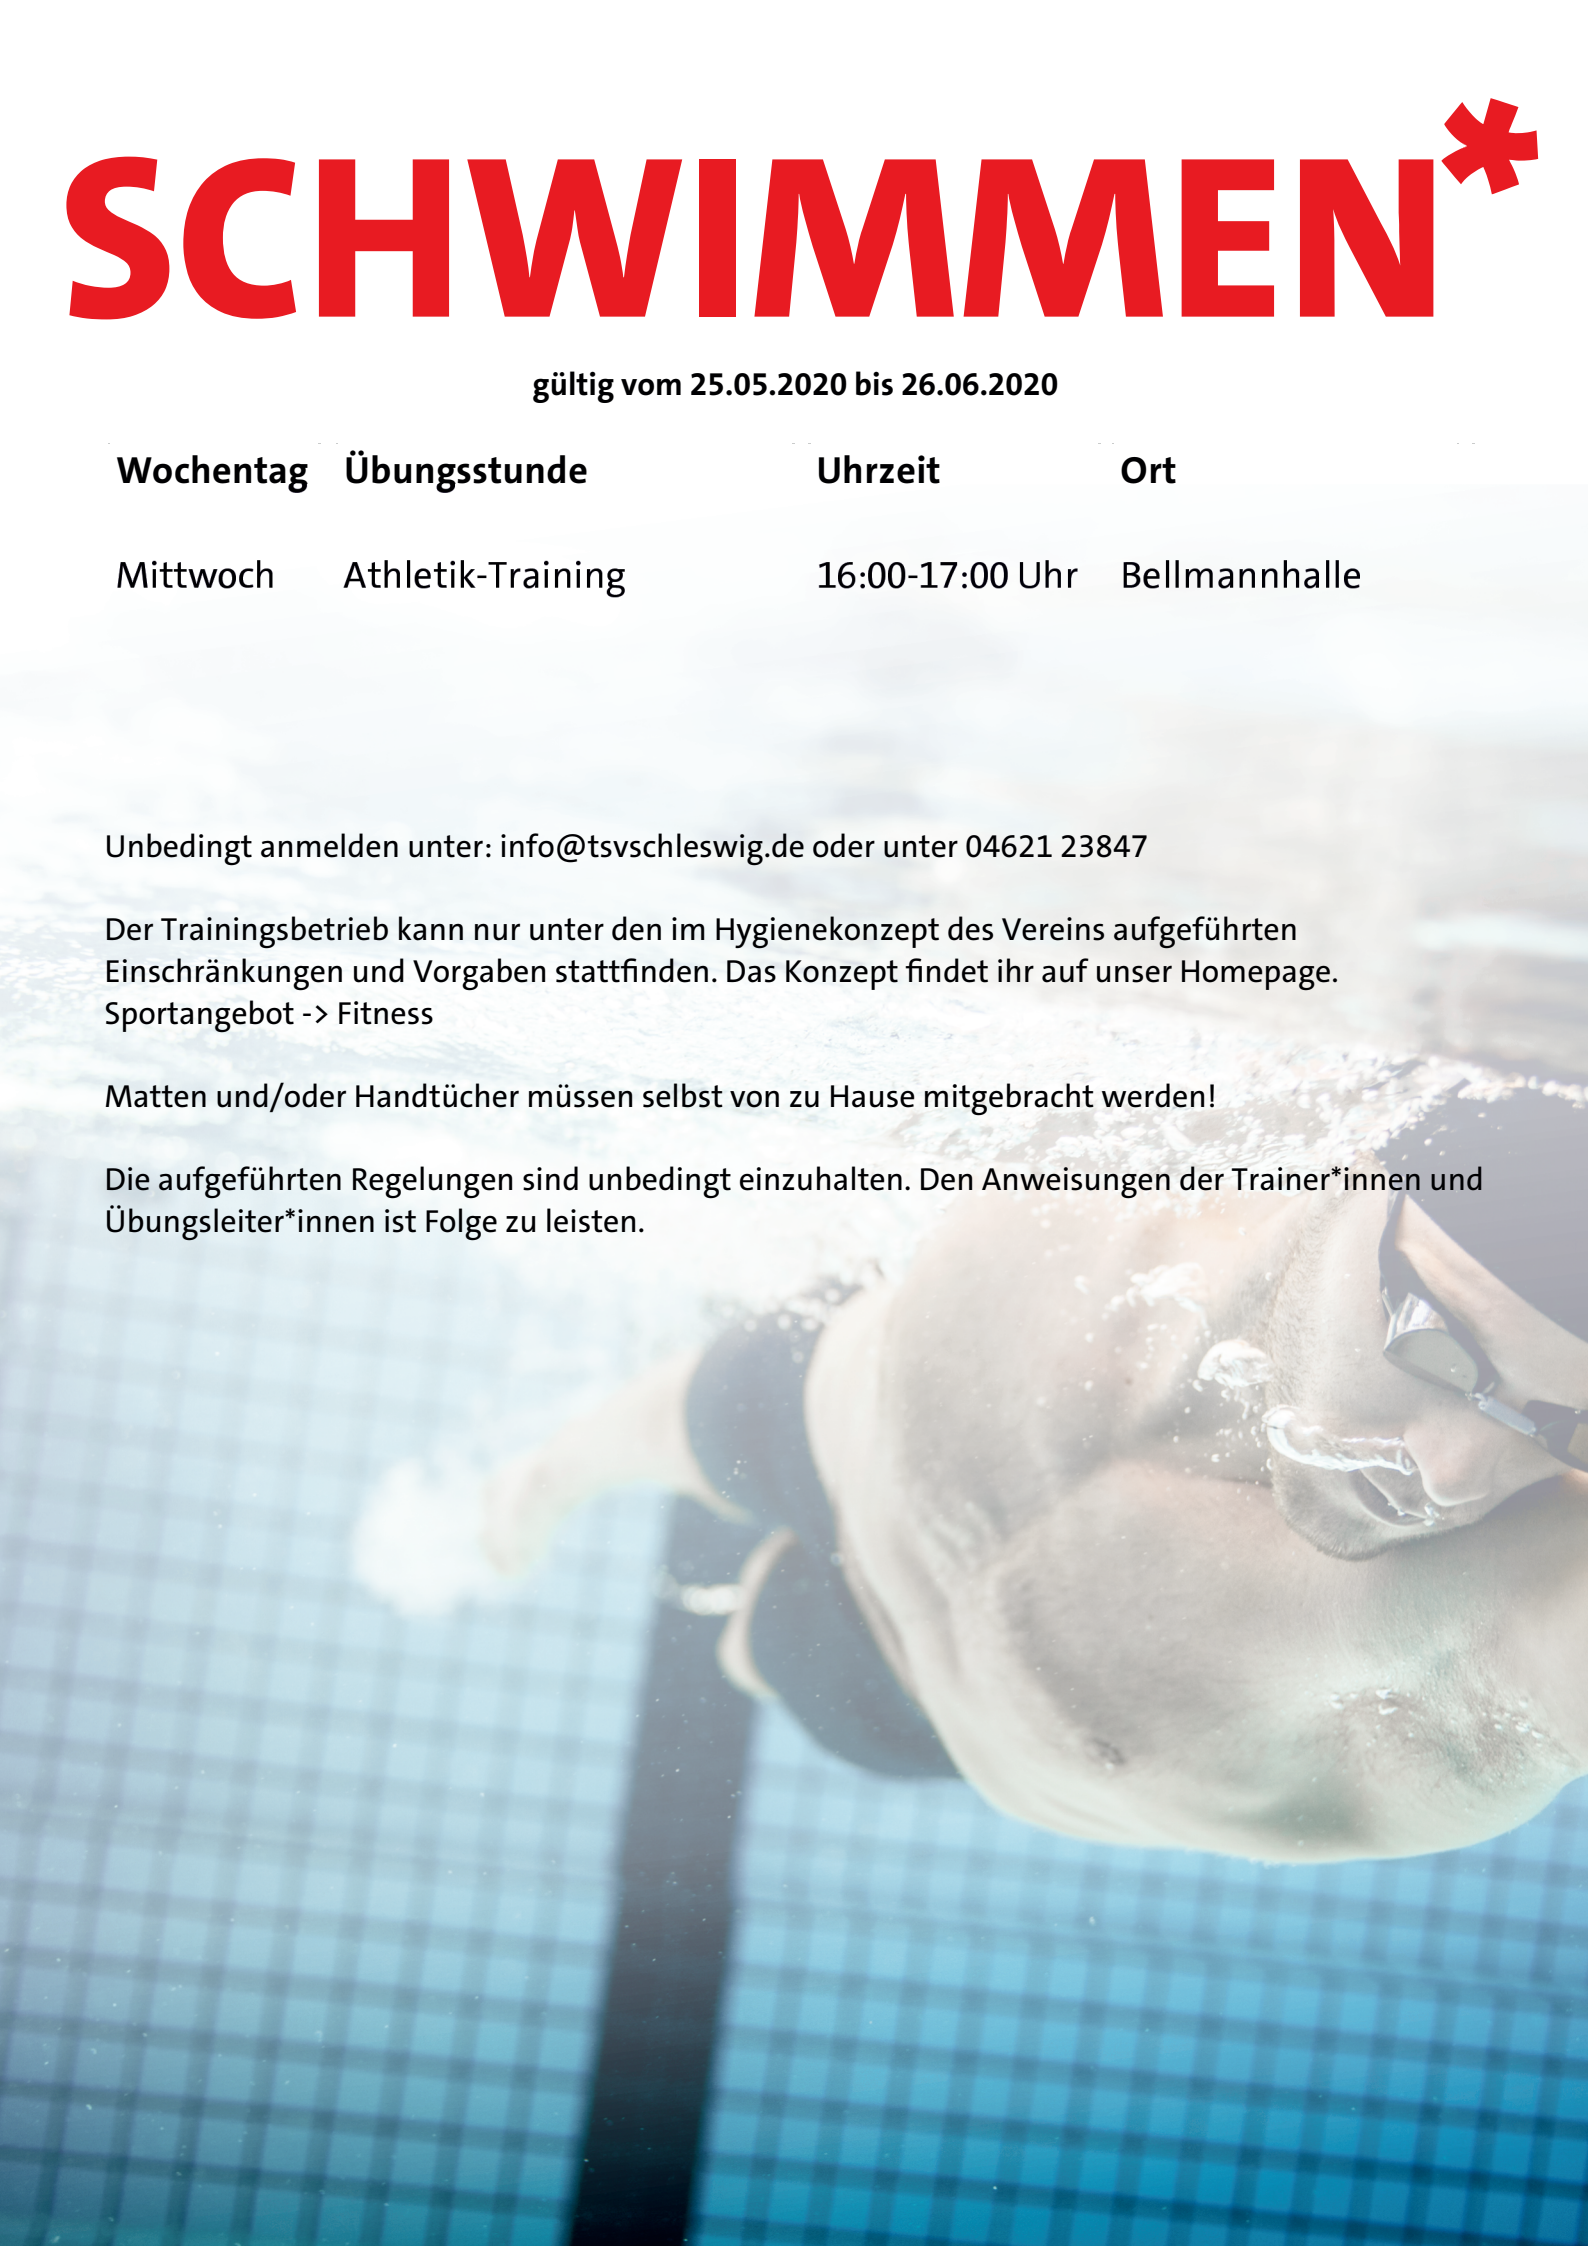 SCHWIMMEN*
gültig vom 25.05.2020 bis 26.06.2020
Wochentag Übungsstunde Uhrzeit Ort
Mittwoch Athletik-Training 16:00-17:00 Uhr Bellmannhalle
Unbedingt anmelden unter: info@tsvschleswig.de oder unter 04621 23847
Der Trainingsbetrieb kann nur unter den im Hygienekonzept des Vereins aufgeführten
Einschränkungen und Vorgaben stattfinden. Das Konzept findet ihr auf unser Homepage.
Sportangebot -> Fitness
Matten und/oder Handtücher müssen selbst von zu Hause mitgebracht werden!
Die aufgeführten Regelungen sind unbedingt einzuhalten. Den Anweisungen der Trainer*innen und
Übungsleiter*innen ist Folge zu leisten.